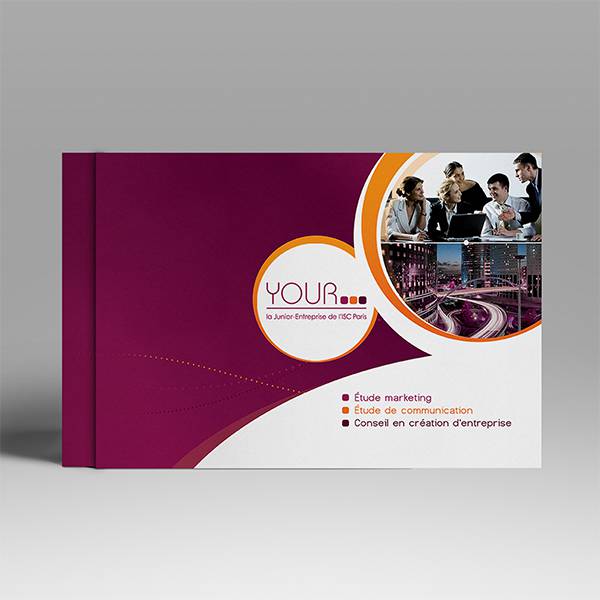 YOUR...
la Junior-Entreprise de l'ISC Paris
Étude marketing
Étude de communication
Conseil en création d'entreprise